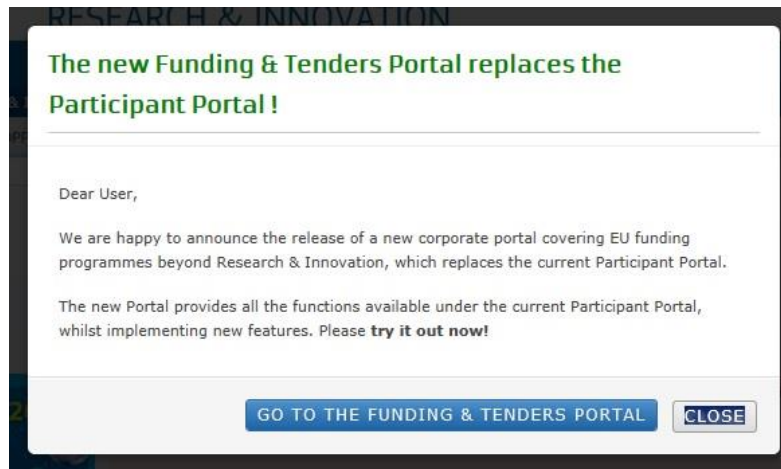 RESEARCH & INNOVATION
The new Funding & Tenders Portal replaces the
Participant Portal !
Dear User,
We are happy to announce the release of a new corporate portal covering EU funding
programmes beyond Research & Innovation, which replaces the current Participant Portal.
The new Portal provides all the functions available under the current Participant Portal,
whilst implementing new features. Please try it out now!
GO TO THE FUNDING & TENDERS PORTAL CLOSE